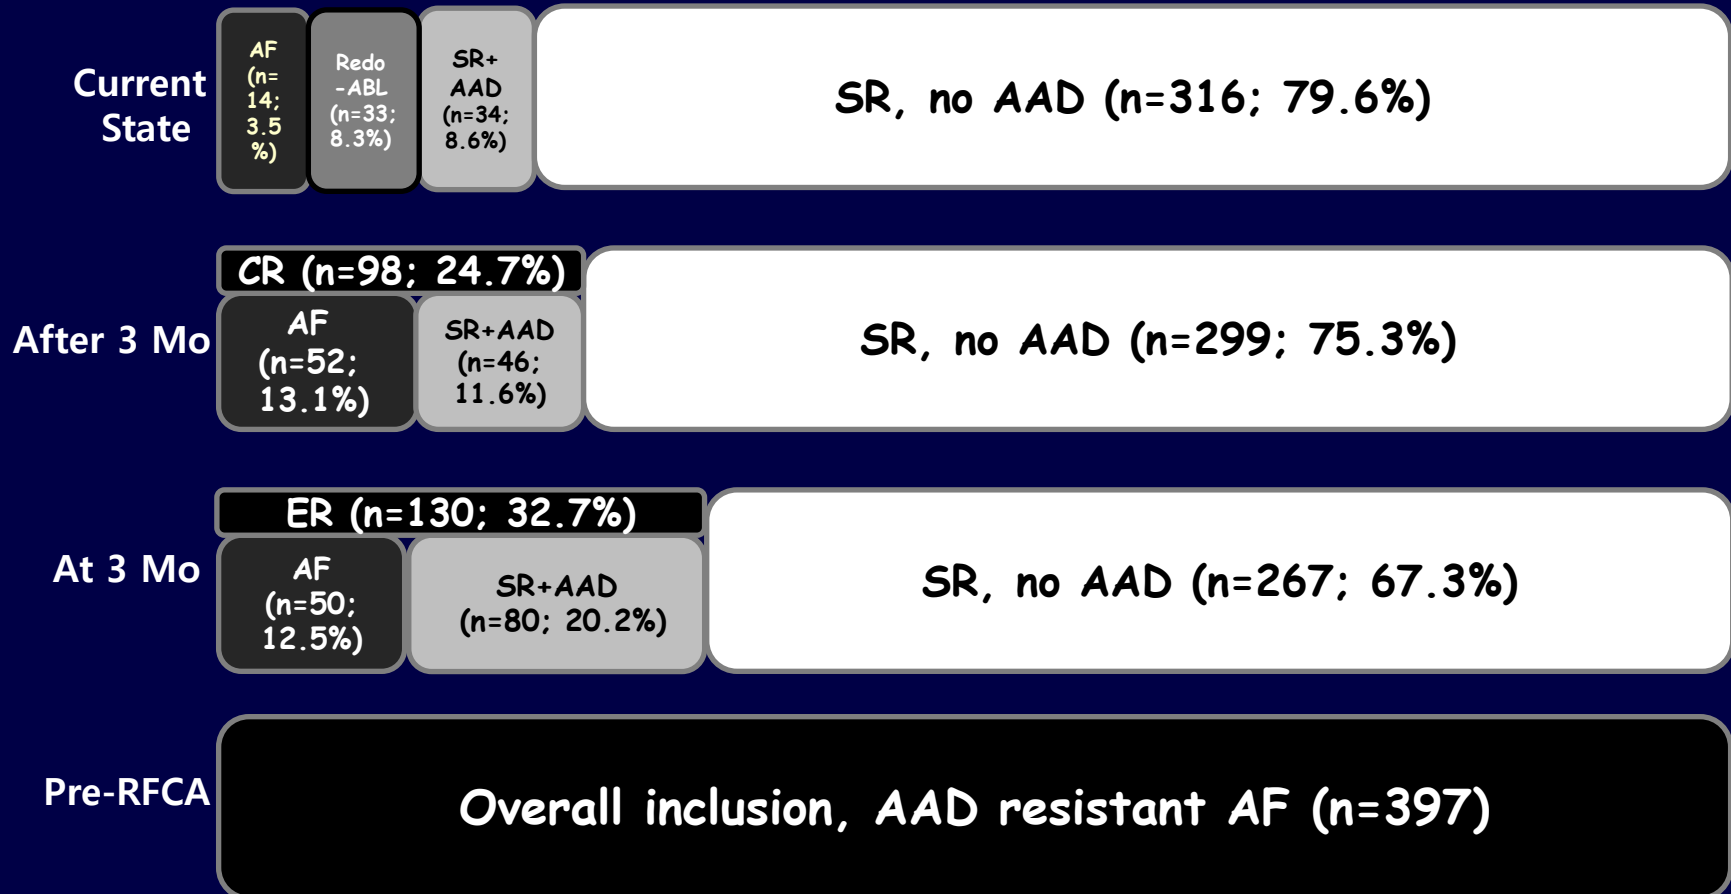 Current
State
AF
(n=
14;
3.5
%)
Redo
-ABL
(n=33;
8.3%)
SR+
AAD
(n=34;
8.6%)
SR, no AAD (n=316; 79.6%)
After 3 Mo
CR (n=98; 24.7%)
AF
(n=52;
13.1%)
SR+AAD
(n=46;
11.6%)
SR, no AAD (n=299; 75.3%)
At 3 Mo
ER (n=130; 32.7%)
AF
(n=50;
12.5%)
SR+AAD
(n=80; 20.2%)
SR, no AAD (n=267; 67.3%)
Pre-RFCA
Overall inclusion, AAD resistant AF (n=397)